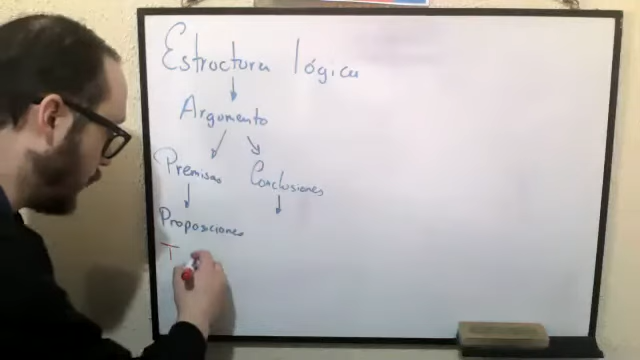 Estructura lógica
Argumento
Premisas Conclusiones
Proposiciones
T